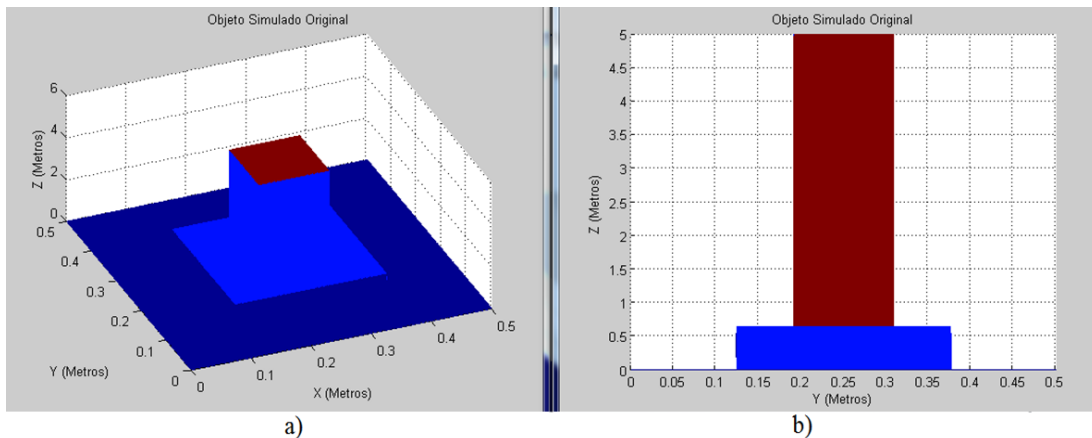 Objeto Simulado Original
6
4
2
0
Z (Metros)
0.5
0.4
0.3
0.2
0.1
0
Y (Metros)
0
0.1
0.2
0.3
0.4
0.5
X (Metros)
a)
Objeto Simulado Original
5
4.5
4
3.5
3
2.5
2
1.5
1
0.5
0
Z (Metros)
0 0.05 0.1 0.15 0.2 0.25 0.3 0.35 0.4 0.45 0.5
Y (Metros)
b)